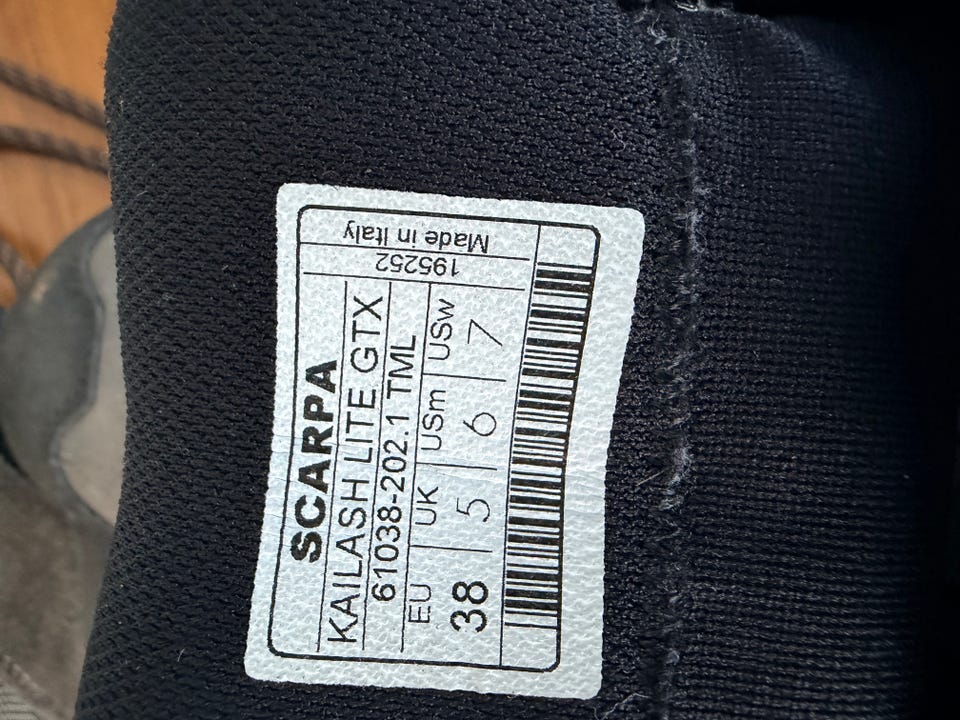 SCARPA
KAILASH LITE GTX
61038-202.1 TML
EU UK USm USw
38 5 6 7
195252
Made in Italy